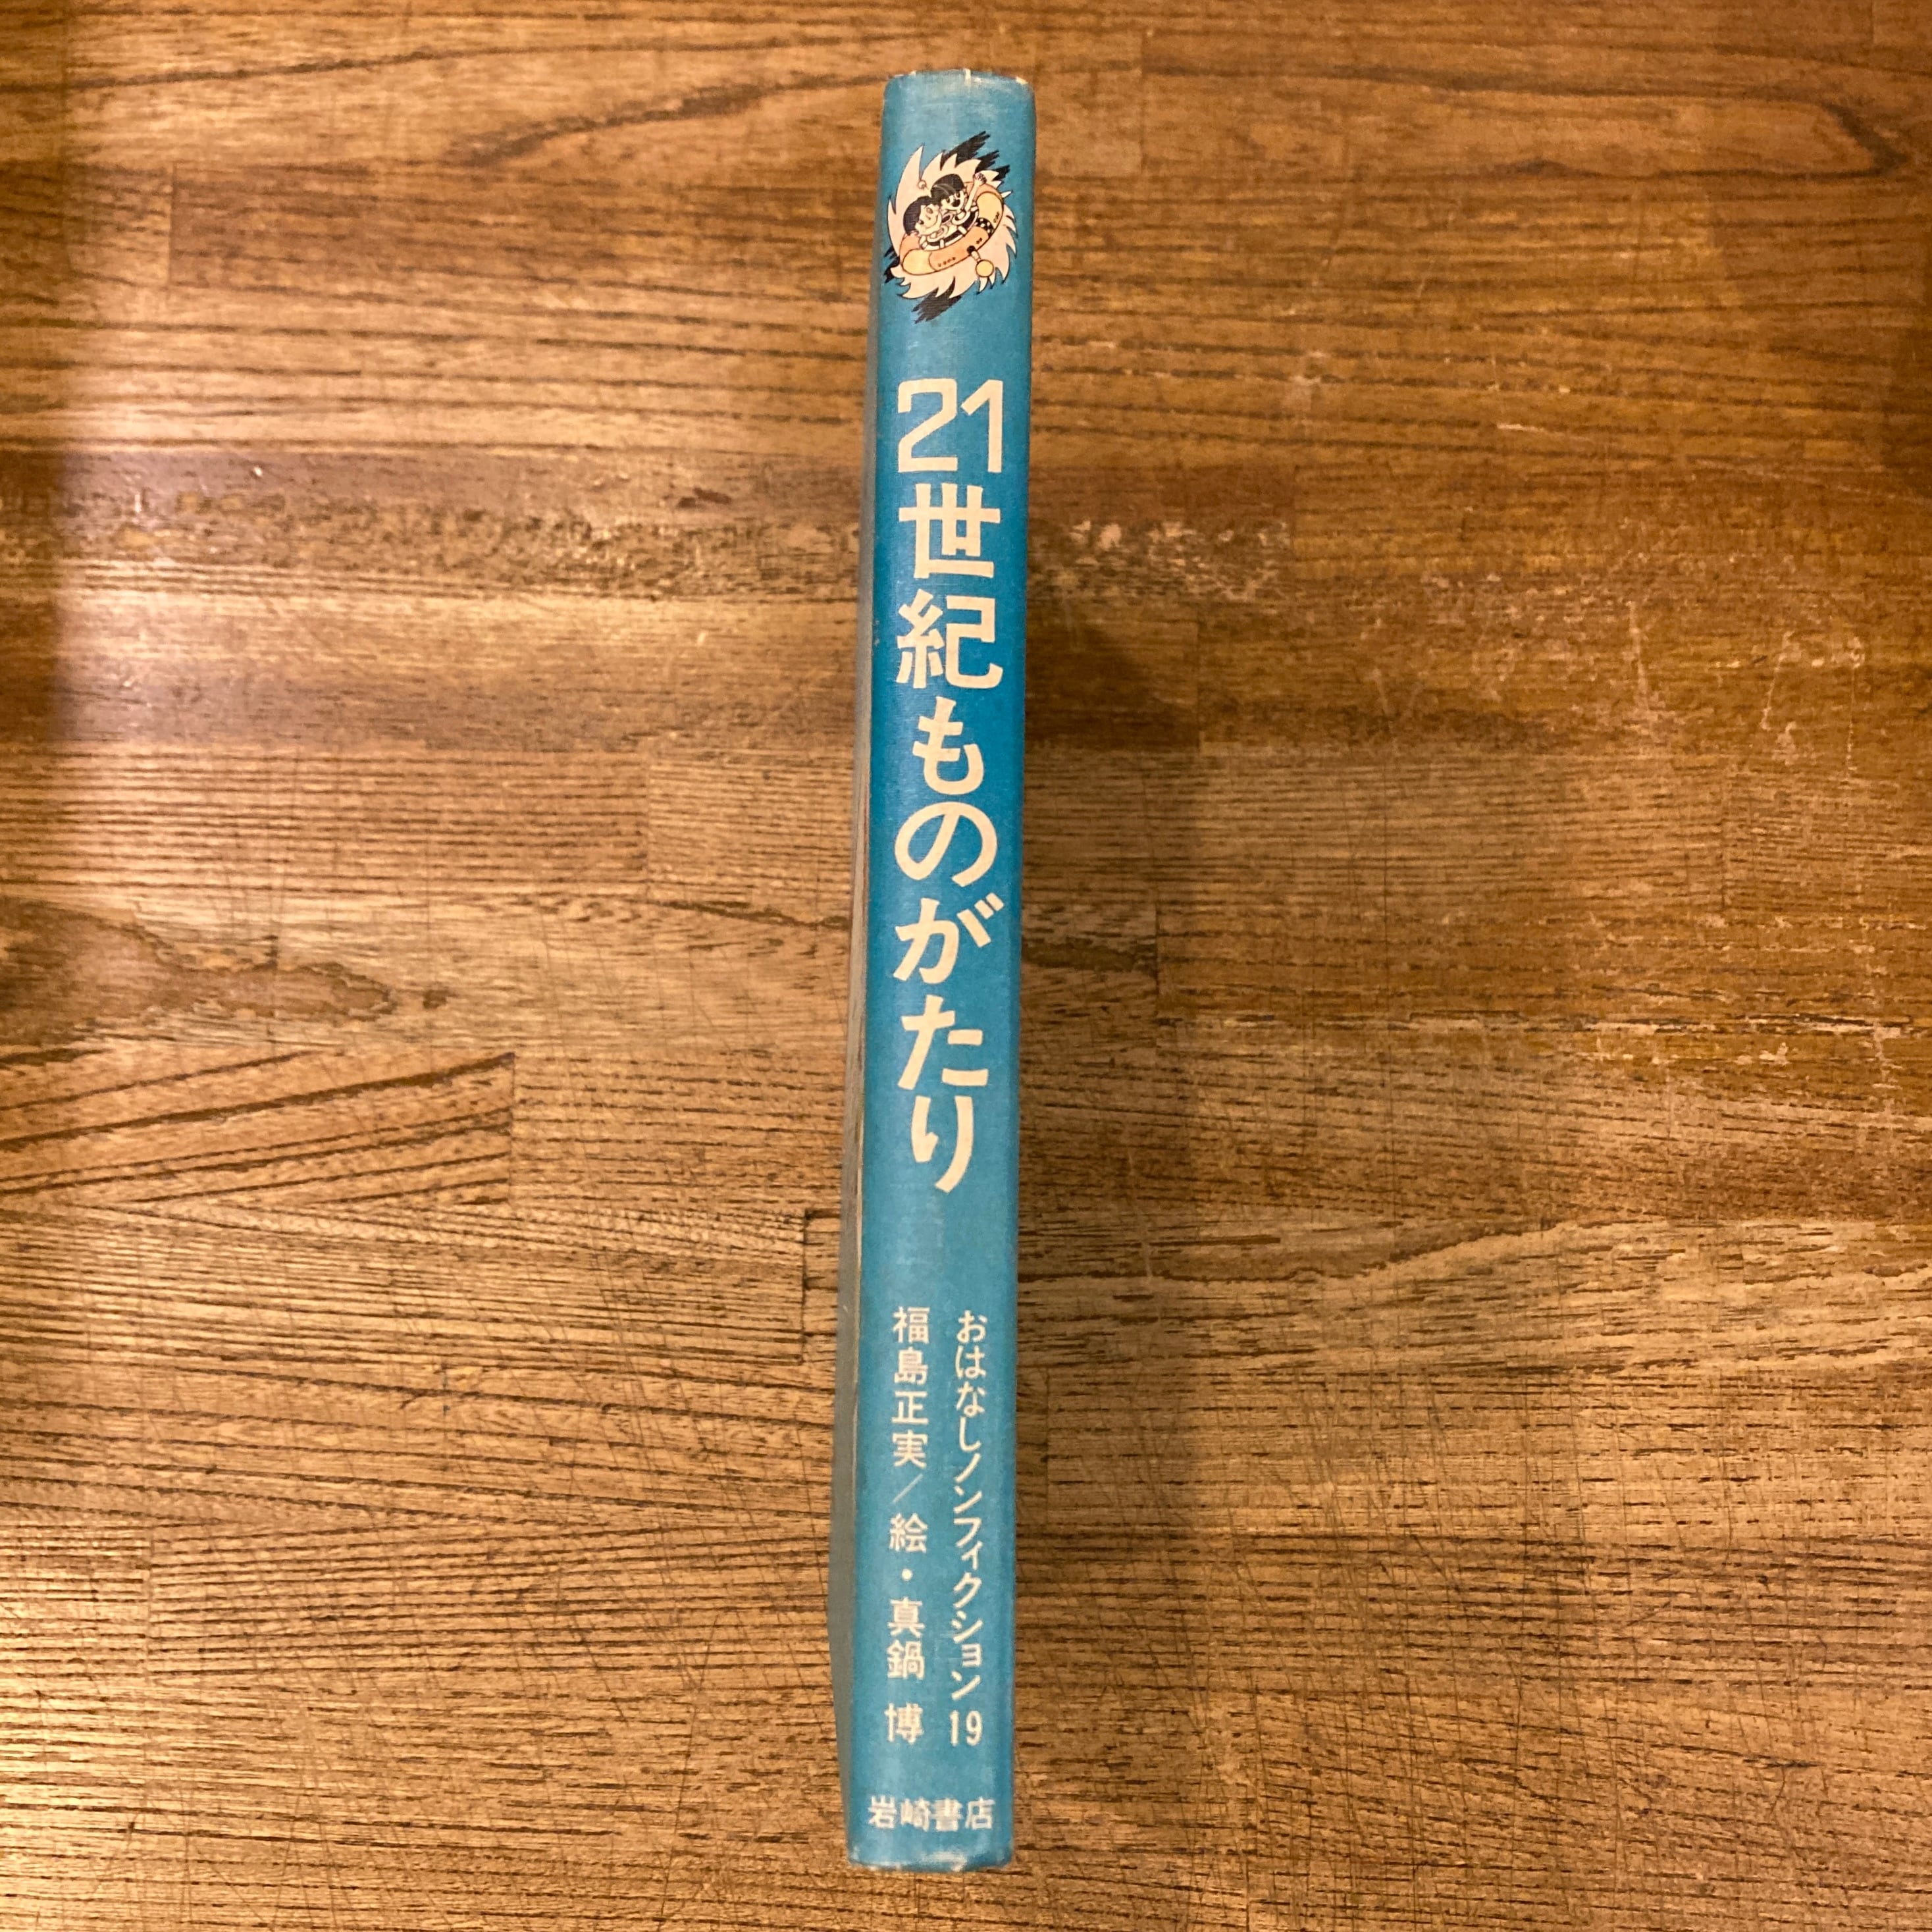 21世紀ものがたり
おはなしノンフィクション19
福島正実／絵・真鍋 博
岩崎書店